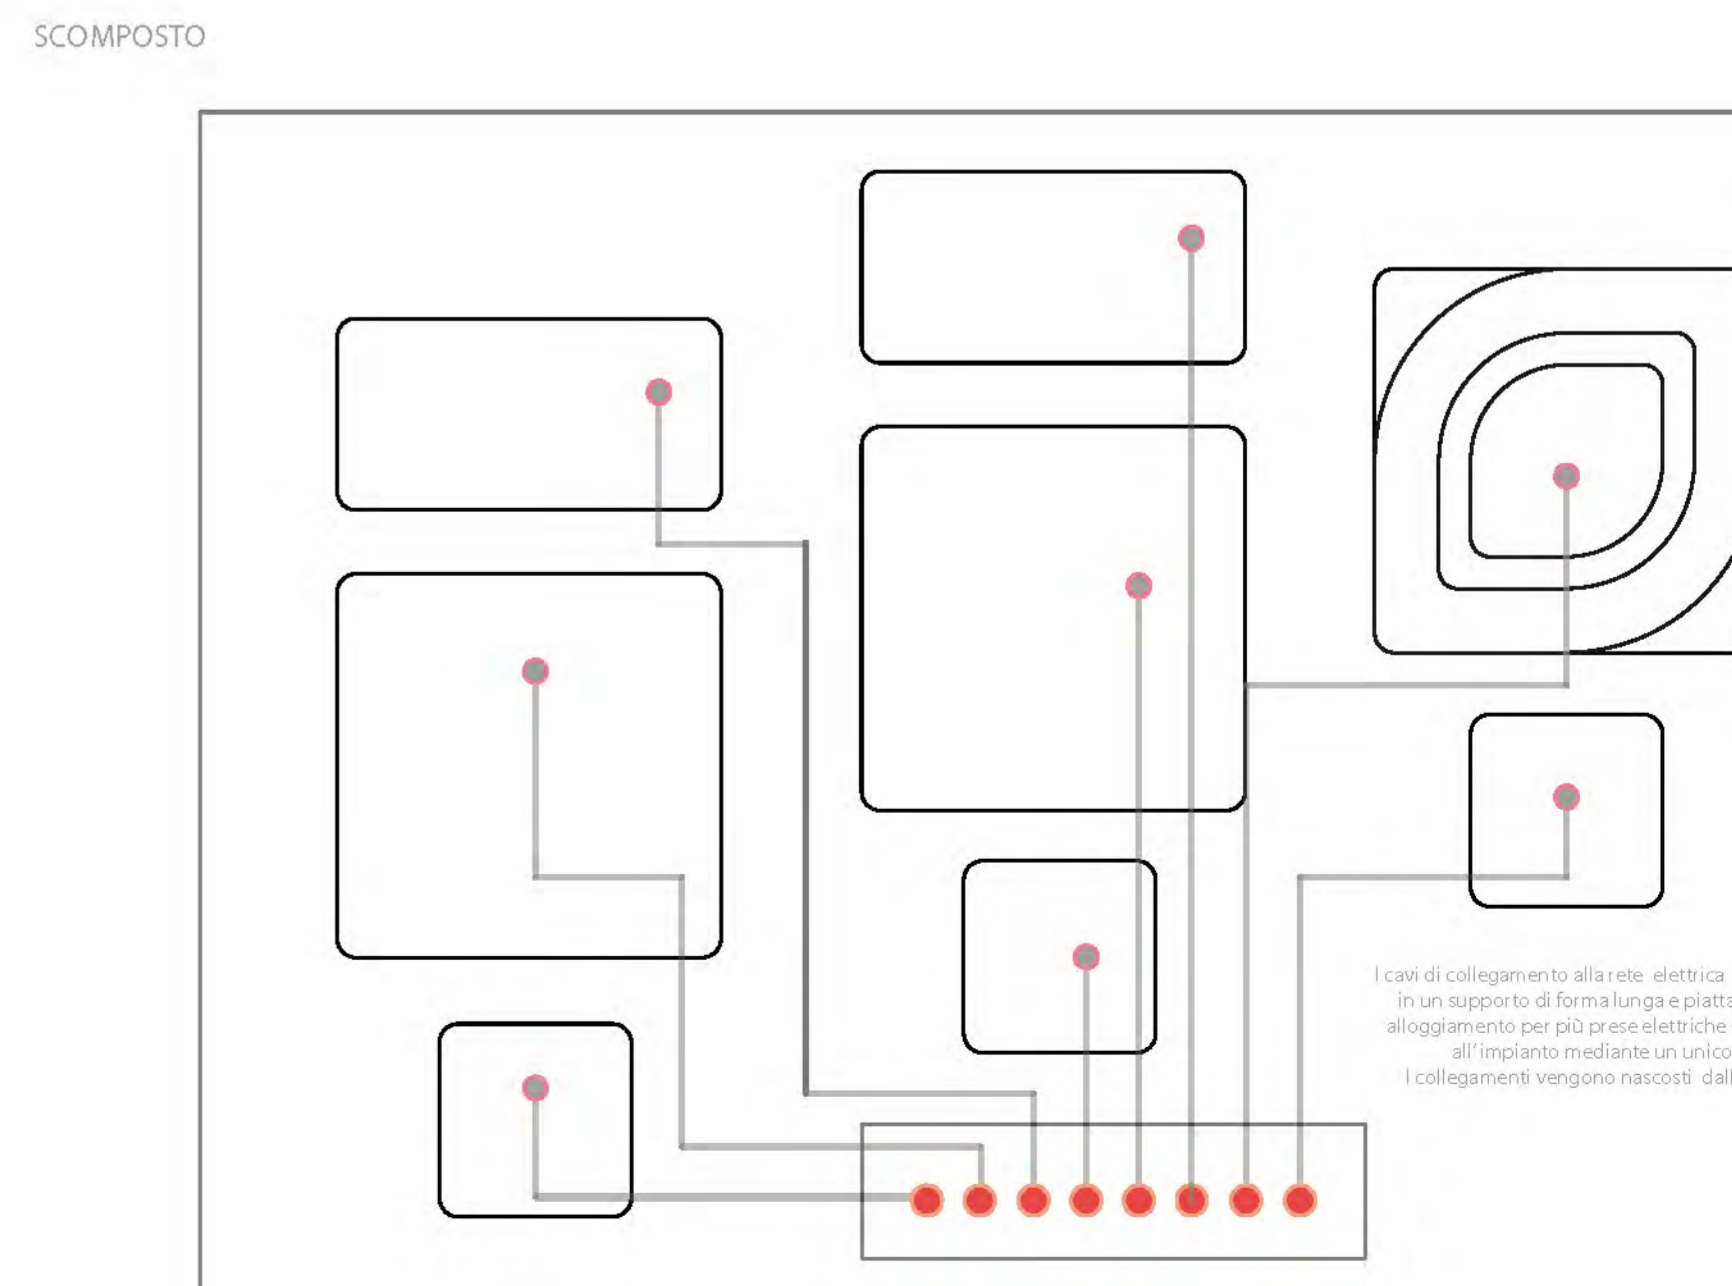 SCOMPOSTO
I cavi di collegamento alla rete elettrica
in un supporto di forma lunga e piatta
alloggiamento per più prese elettriche
all'impianto mediante un unico
I collegamenti vengono nascosti dall